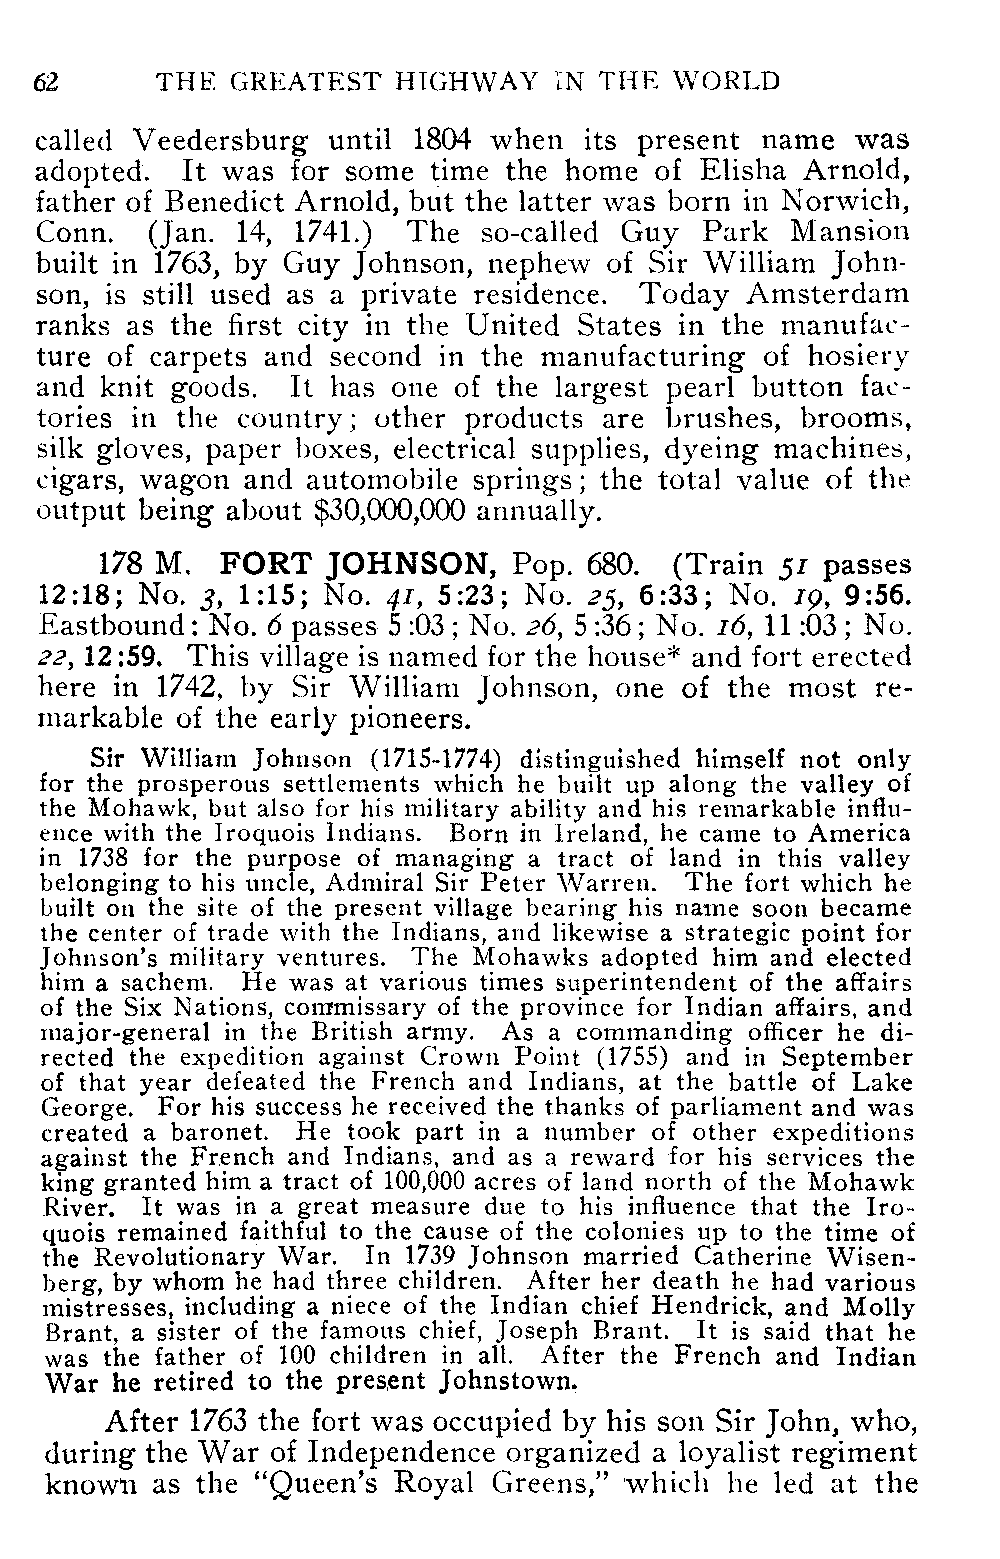 62 THE GREATEST HIGHWAY IN THE WORLD
called Veedersburg until 1804 when its present name was
adopted. It was for some time the home of Elisha Arnold,
father of Benedict Arnold, but the latter was born in Norwich,
Conn. (Jan. 14, 1741.) The so-called Guy Park Mansion
built in 1763, by Guy Johnson, nephew of Sir William John-
son, is still used as a private residence. Today Amsterdam
ranks as the first city in the United States in the manufac-
ture of carpets and second in the manufacturing of hosiery
and knit goods. It has one of the largest pearl button fac-
tories in the country; other products are brushes, brooms,
silk gloves, paper boxes, electrical supplies, dyeing machines,
cigars, wagon and automobile springs; the total value of the
output being about $30,000,000 annually.
178 M. FORT JOHNSON, Pop. 680. (Train 51 passes
12:18; No. 3, 1:15; No. 41, 5:23; No. 25, 6:33; No. 19, 9:56.
Eastbound: No. 6 passes 5:03; No. 26, 5:36; No. 16, 11:03; No.
22, 12:59. This village is named for the house* and fort erected
here in 1742, by Sir William Johnson, one of the most re-
markable of the early pioneers.
Sir William Johnson (1715-1774) distinguished himself not only
for the prosperous settlements which he built up along the valley of
the Mohawk, but also for his military ability and his remarkable influ-
ence with the Iroquois Indians. Born in Ireland, he came to America
in 1738 for the purpose of managing a tract of land in this valley
belonging to his uncle, Admiral Sir Peter Warren. The fort which he
built on the site of the present village bearing his name soon became
the center of trade with the Indians, and likewise a strategic point for
Johnson's military ventures. The Mohawks adopted him and elected
him a sachem. He was at various times superintendent of the affairs
of the Six Nations, commissary of the province for Indian affairs, and
major-general in the British army. As a commanding officer he di-
rected the expedition against Crown Point (1755) and in September
of that year defeated the French and Indians, at the battle of Lake
George. For his success he received the thanks of parliament and was
created a baronet. He took part in a number of other expeditions
against the French and Indians, and as a reward for his services the
king granted him a tract of 100,000 acres of land north of the Mohawk
River. It was in a great measure due to his influence that the Iro-
quois remained faithful to the cause of the colonies up to the time of
the Revolutionary War. In 1739 Johnson married Catherine Wisen-
berg, by whom he had three children. After her death he had various
mistresses, including a niece of the Indian chief Hendrick, and Molly
Brant, a sister of the famous chief, Joseph Brant. It is said that he
was the father of 100 children in all. After the French and Indian
War he retired to the present Johnstown.
After 1763 the fort was occupied by his son Sir John, who,
during the War of Independence organized a loyalist regiment
known as the "Queen's Royal Greens," which he led at the